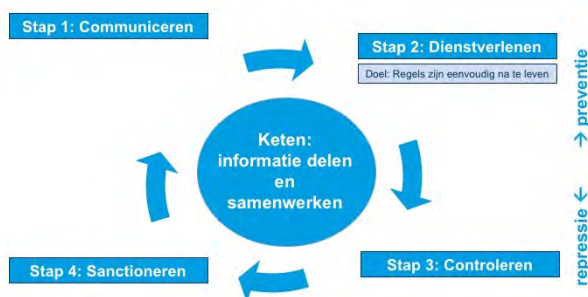 Stap 1: Communiceren
Stap 2: Dienstverlenen
Doel: Regels zijn eenvoudig na te leven
→ preventie
Keten:
informatie delen
en
samenwerken
repressie ←
Stap 4: Sanctioneren
Stap 3: Controleren